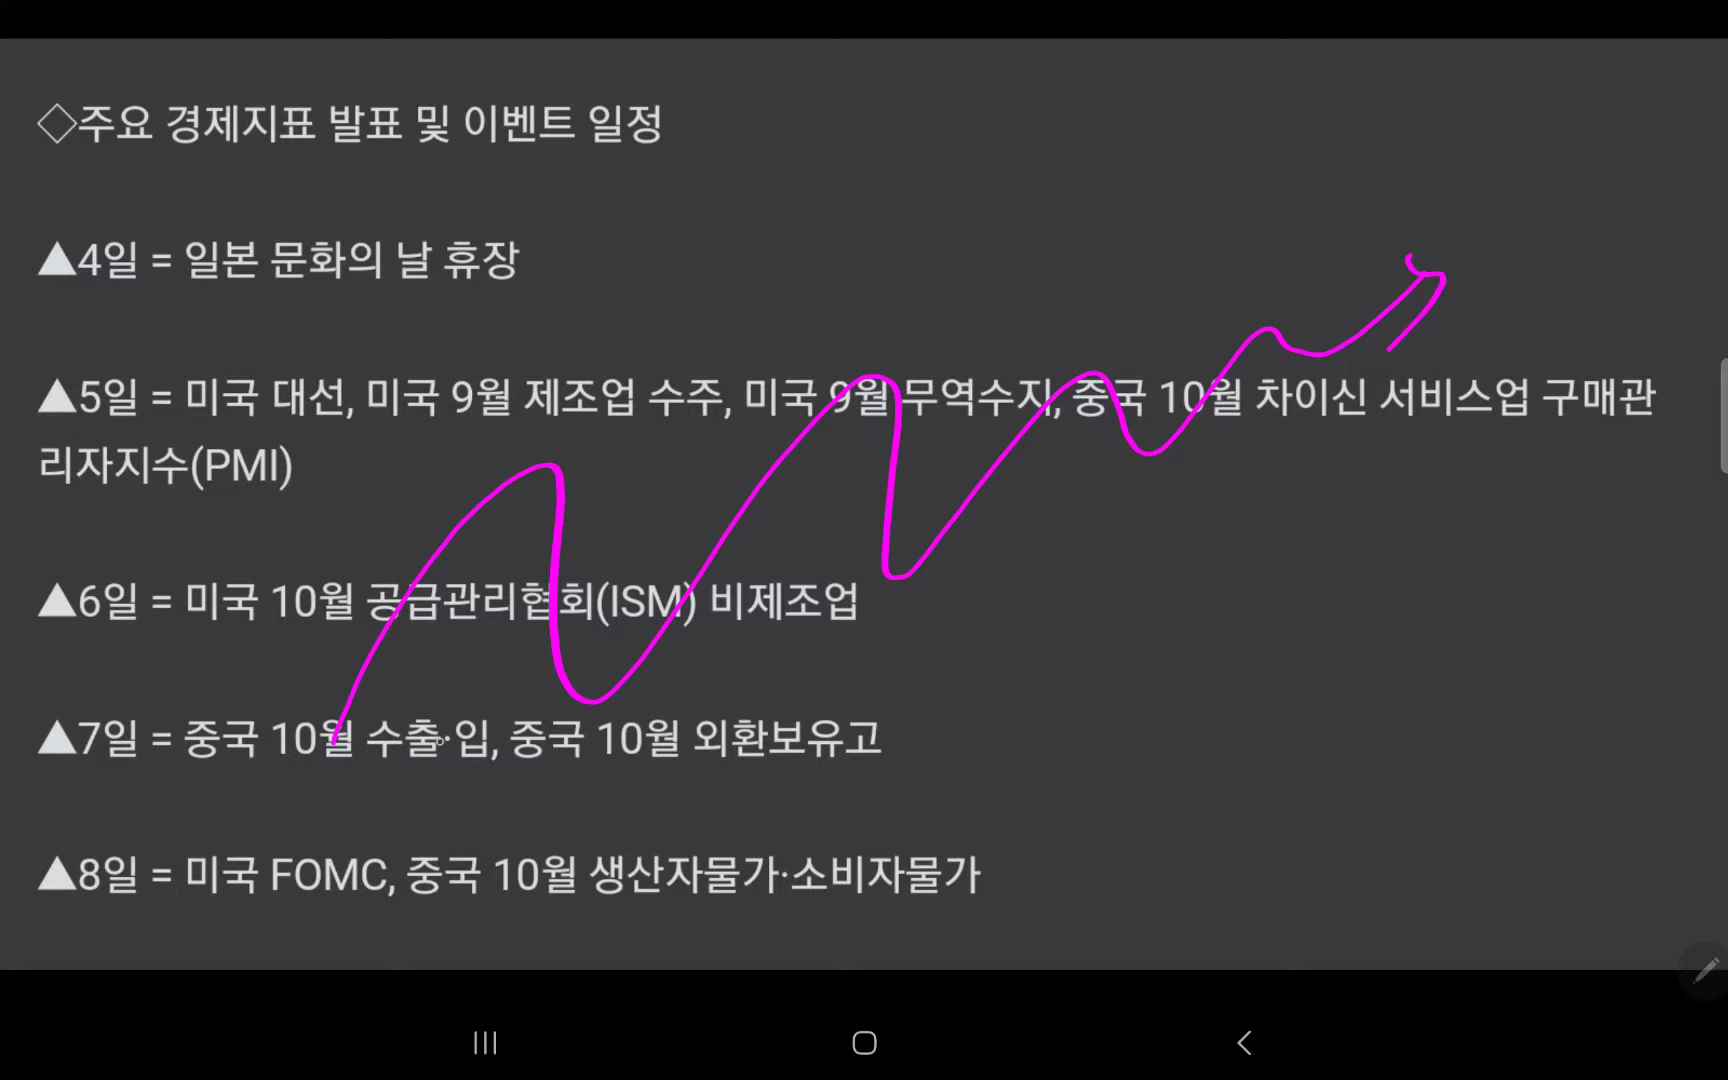 ◇주요 경제지표 발표 및 이벤트 일정
▲4일 = 일본 문화의 날 휴장
▲5일 = 미국 대선, 미국 9월 제조업 수주, 미국 9월 무역수지, 중국 10월 차이신 서비스업 구매관
리자지수(PMI)
▲6일 = 미국 10월 공급관리협회(ISM) 비제조업
▲7일 = 중국 10월 수출·입, 중국 10월 외환보유고
▲8일 = 미국 FOMC, 중국 10월 생산자물가·소비자물가